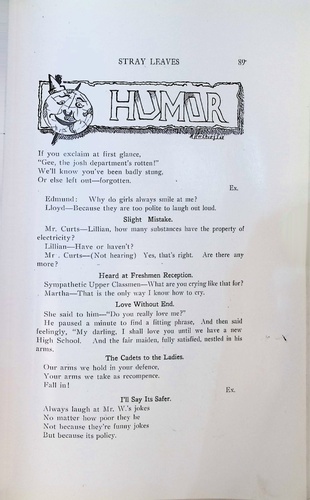 STRAY LEAVES 89
HUMOR
If you exclaim at first glance,
"Gee, the josh department's rotten!"
We'll know you've been badly stung,
Or else left out—forgotten.
Ex.
Edmund: Why do girls always smile at me?
Lloyd—Because they are too polite to laugh out loud.
Slight Mistake.
Mr. Curts—Lillian, how many substances have the property of
electricity?
Lillian—Have or haven't?
Mr. Curts—(Not hearing) Yes, that's right. Are there any
more?
Heard at Freshmen Reception.
Sympathetic Upper Classmen—What are you crying like that for?
Martha—That is the only way I know how to cry.
Love Without End.
She said to him—"Do you really love me?"
He paused a minute to find a fitting phrase, And then said
feelingly, "My darling, I shall love you until we have a new
High School. And the fair maiden, fully satisfied, nestled in his
arms.
The Cadets to the Ladies.
Our arms we hold in your defence,
Your arms we take as recompence.
Fall in!
Ex.
I'll Say Its Safer.
Always laugh at Mr. W.'s jokes
No matter how poor they be
Not because they're funny jokes
But because its policy.